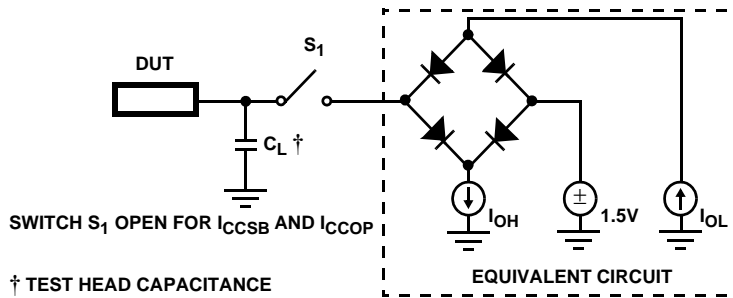 DUT
S1
CL †
IOH
±
1.5V
IOL
SWITCH S1 OPEN FOR ICCSB AND ICCOP
† TEST HEAD CAPACITANCE
EQUIVALENT CIRCUIT